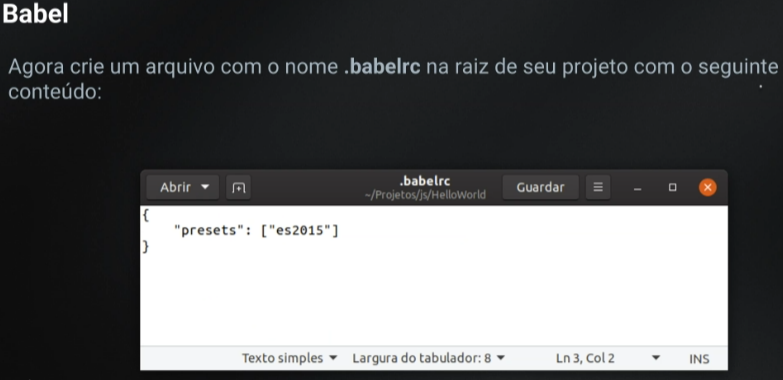 Babel
Agora crie um arquivo com o nome .babelrc na raiz de seu projeto com o seguinte
conteúdo:
Abrir
.babelrc
~/Projetos/js/HelloWorld
Guardar
{
    "presets": ["es2015"]
}
Texto simples
Largura do tabulador: 8
Ln 3, Col 2
INS